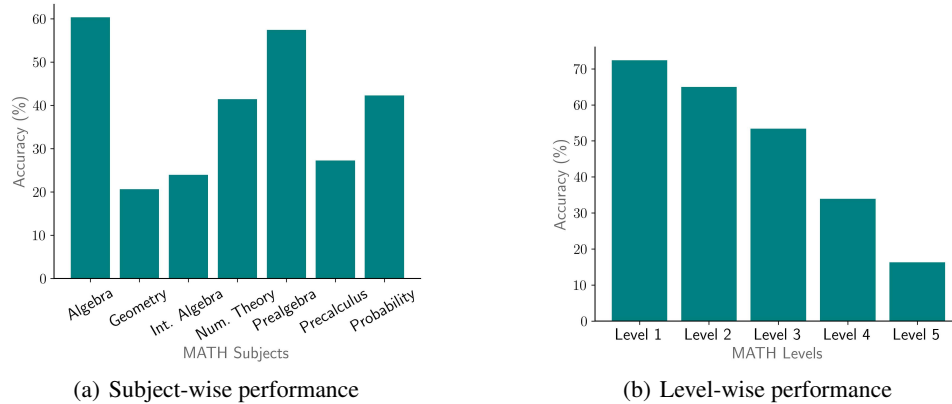 Accuracy (%)
60
50
40
30
20
10
0
Algebra
Geometry
Int. Algebra
Num. Theory
Prealgebra
Precalculus
Probability
MATH Subjects
(a) Subject-wise performance
Accuracy (%)
70
60
50
40
30
20
10
0
Level 1 Level 2 Level 3 Level 4 Level 5
MATH Levels
(b) Level-wise performance